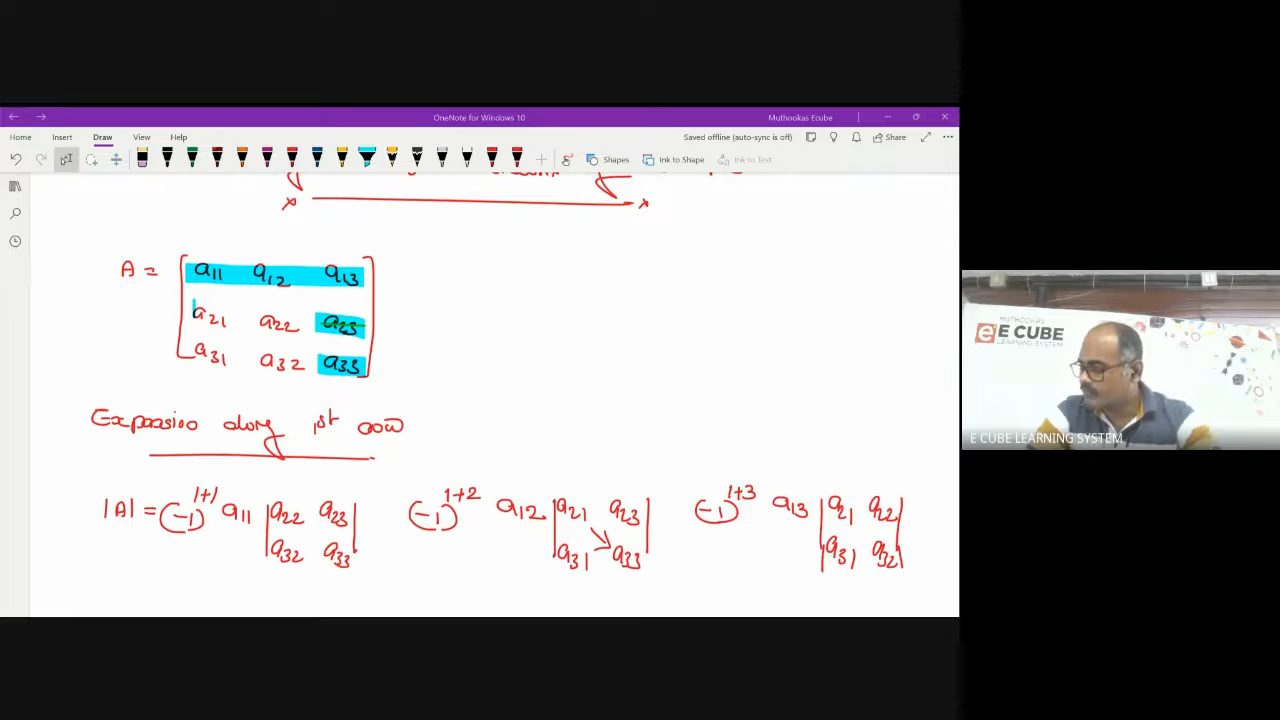 OneNote for Windows 10
Muthookas Ecube
Home Insert Draw View Help
Saved offline (auto-sync is off)
Share
Shapes
Ink to Shape
Ink to Text
A = [ a11 a12 a13
a21 a22 a23
a31 a32 a33 ]
Expansion along 1st row
|A| = (-1)^1+1 a11 |a22 a23| (-1)^1+2 a12 |a21 a23| (-1)^1+3 a13 |a21 a22|
|a32 a33| |a31 a33| |a31 a32|
MUTHOOKAS
e E CUBE
LEARNING SYSTEM
E CUBE LEARNING SYSTEM